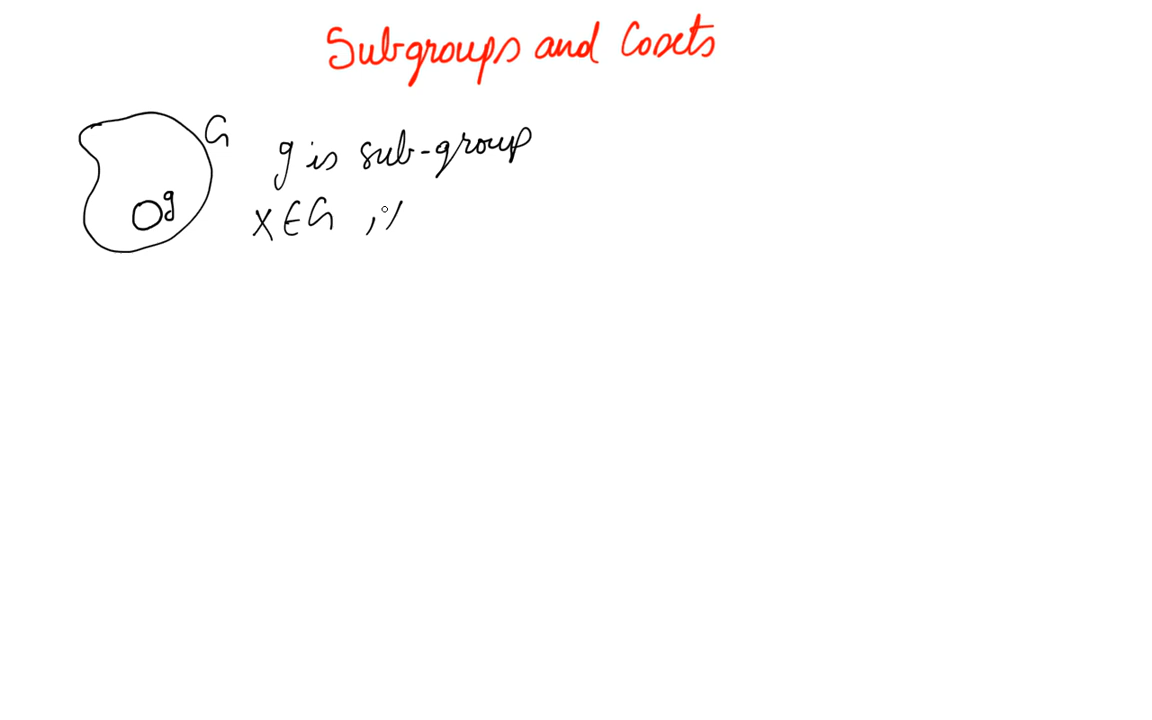 Subgroups and Cosets
G
g is sub-group
g
X ∈ G ,